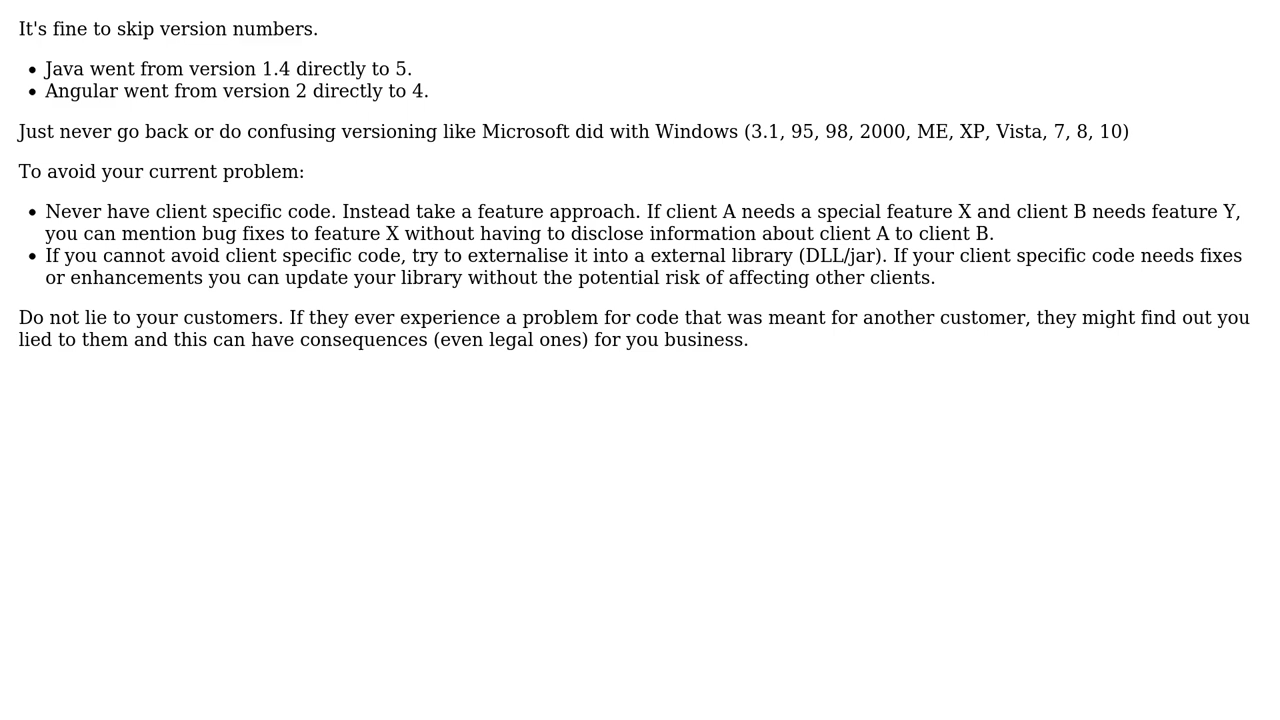 It's fine to skip version numbers.
• Java went from version 1.4 directly to 5.
• Angular went from version 2 directly to 4.
Just never go back or do confusing versioning like Microsoft did with Windows (3.1, 95, 98, 2000, ME, XP, Vista, 7, 8, 10)
To avoid your current problem:
• Never have client specific code. Instead take a feature approach. If client A needs a special feature X and client B needs feature Y,
you can mention bug fixes to feature X without having to disclose information about client A to client B.
• If you cannot avoid client specific code, try to externalise it into a external library (DLL/jar). If your client specific code needs fixes
or enhancements you can update your library without the potential risk of affecting other clients.
Do not lie to your customers. If they ever experience a problem for code that was meant for another customer, they might find out you
lied to them and this can have consequences (even legal ones) for you business.